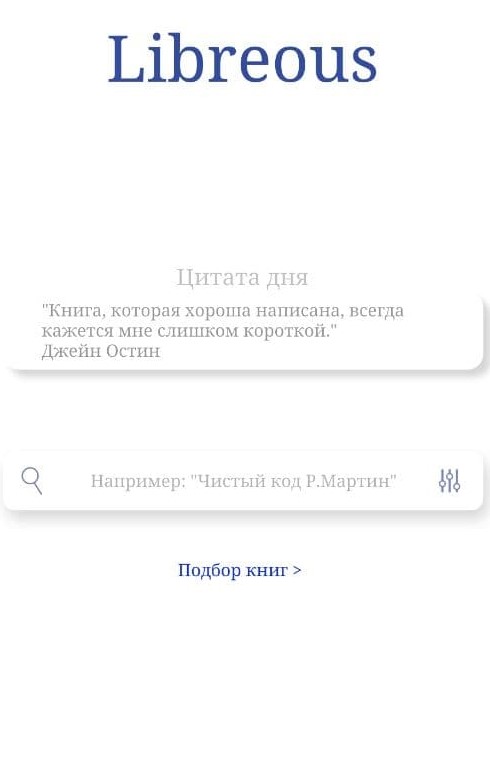 Libreous
Цитата дня
"Книга, которая хороша написана, всегда
кажется мне слишком короткой."
Джейн Остин
Например: "Чистый код Р.Мартин"
Подбор книг >